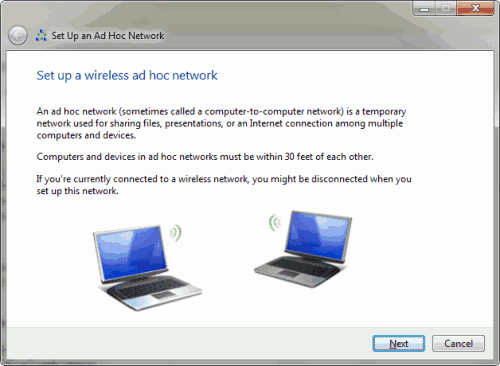 Set Up an Ad Hoc Network
Set up a wireless ad hoc network
An ad hoc network (sometimes called a computer-to-computer network) is a temporary
network used for sharing files, presentations, or an Internet connection among multiple
computers and devices.
Computers and devices in ad hoc networks must be within 30 feet of each other.
If you're currently connected to a wireless network, you might be disconnected when you
set up this network.
Next Cancel